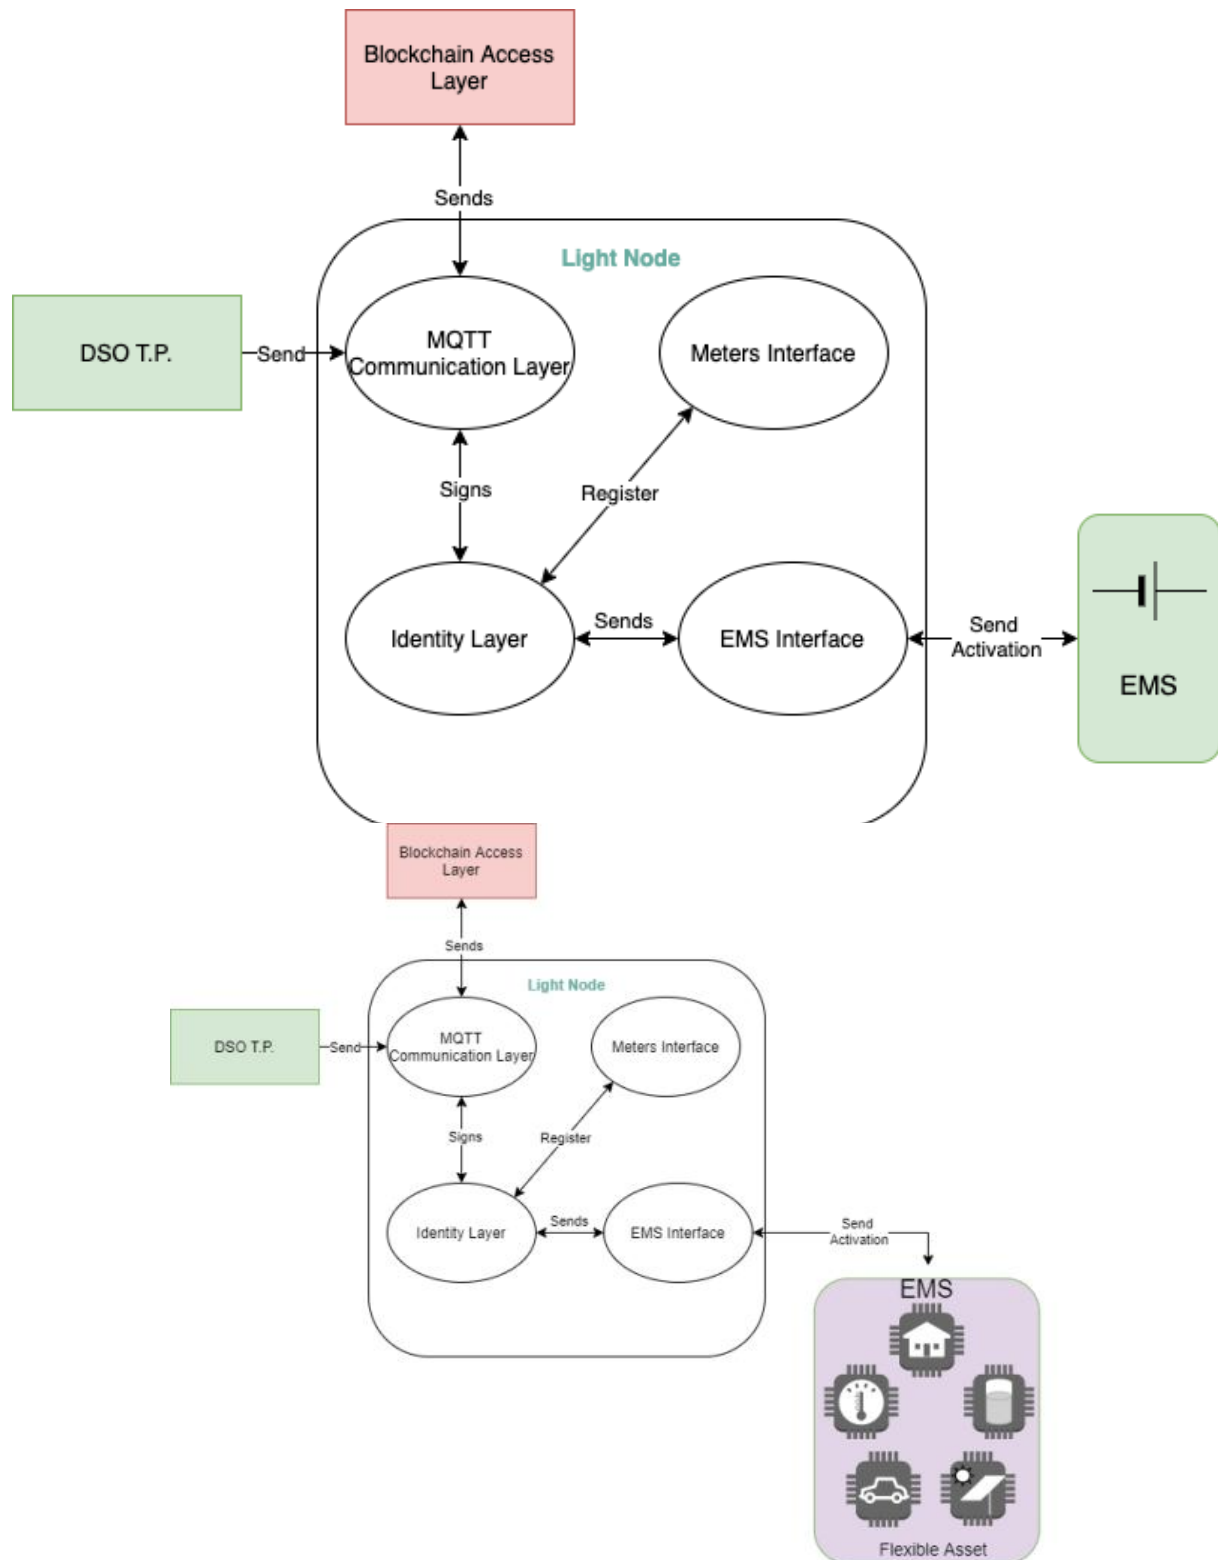 Blockchain Access
Layer
Sends
Light Node
DSO T.P.
Send
MQTT
Communication Layer
Meters Interface
Signs
Register
Identity Layer
Sends
EMS Interface
Send
Activation
EMS
Blockchain Access
Layer
Sends
Light Node
DSO T.P.
Send
MQTT
Communication Layer
Meters Interface
Signs
Register
Identity Layer
Sends
EMS Interface
Send
Activation
EMS
Flexible Asset